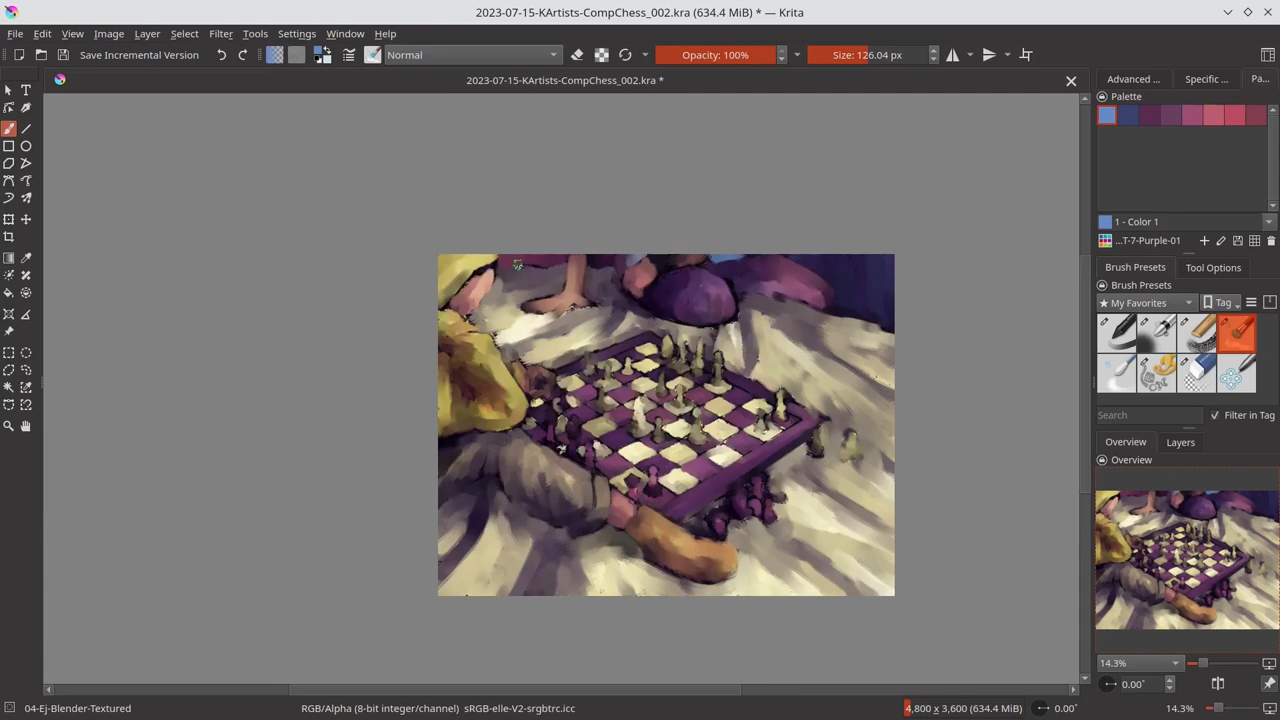 2023-07-15-KArtists-CompChess_002.kra (634.4 MiB) * — Krita
File Edit View Image Layer Select Filter Tools Settings Window Help
Save Incremental Version Normal Opacity: 100% Size: 126.04 px
2023-07-15-KArtists-CompChess_002.kra *
Advanced ... Specific ... Pa...
Palette
1 - Color 1
...T-7-Purple-01
Brush Presets Tool Options
Brush Presets
★ My Favorites Tag
Search Filter in Tag
Overview Layers
Overview
14.3%
0.00°
04-Ej-Blender-Textured RGB/Alpha (8-bit integer/channel) sRGB-elle-V2-srgbtrc.icc 4,800 x 3,600 (634.4 MiB) 0.00° 14.3%